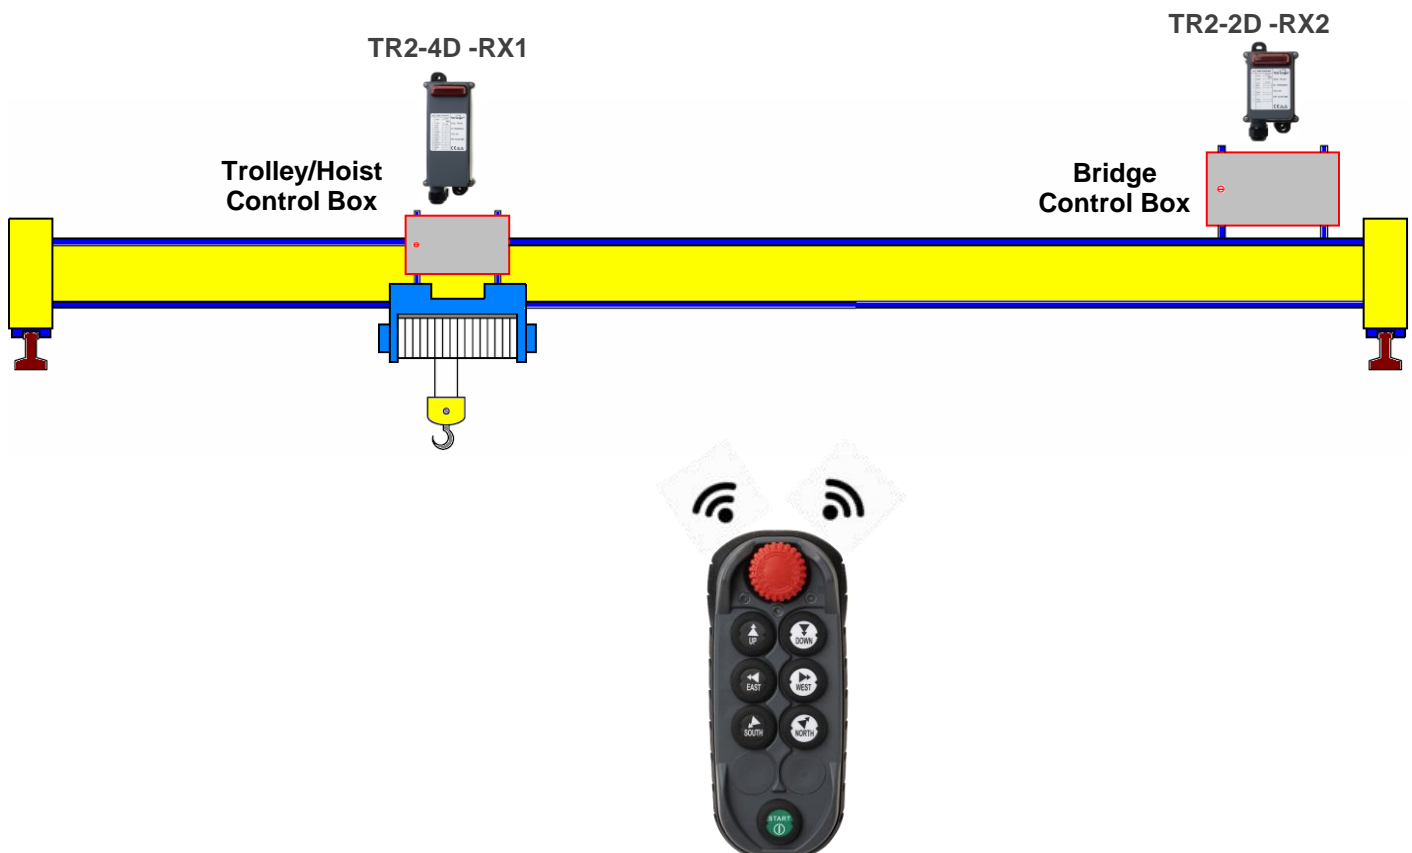 TR2-2D -RX2
TR2-4D -RX1
Trolley/Hoist
Control Box
Bridge
Control Box
UP
DOWN
EAST
WEST
SOUTH
NORTH
START